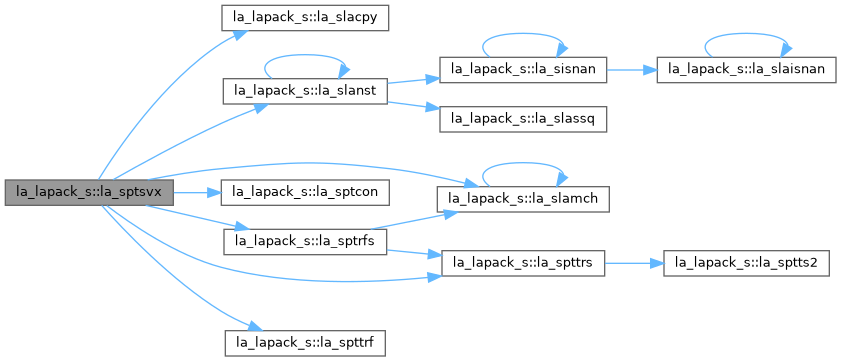 la_lapack_s::la_slacpy
la_lapack_s::la_sisnan
la_lapack_s::la_slaisnan
la_lapack_s::la_slanst
la_lapack_s::la_slassq
la_lapack_s::la_sptsvx
la_lapack_s::la_sptcon
la_lapack_s::la_slamch
la_lapack_s::la_sptrfs
la_lapack_s::la_spttrs
la_lapack_s::la_sptts2
la_lapack_s::la_spttrf